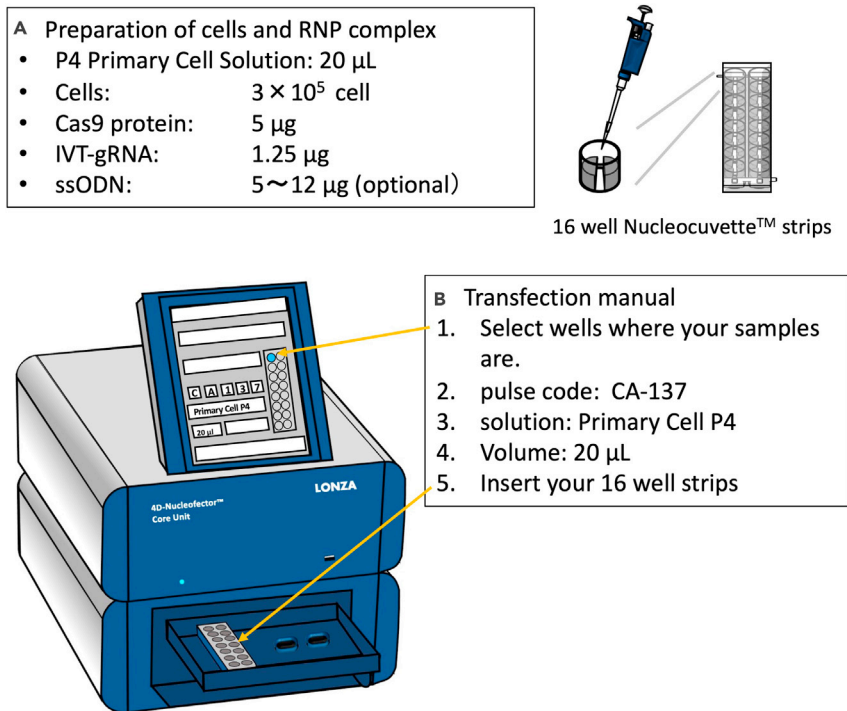 A Preparation of cells and RNP complex
• P4 Primary Cell Solution: 20 µL
• Cells: 3 × 10⁵ cell
• Cas9 protein: 5 µg
• IVT-gRNA: 1.25 µg
• ssODN: 5～12 µg (optional）
16 well Nucleocuvette™ strips
B Transfection manual
1. Select wells where your samples
are.
2. pulse code: CA-137
3. solution: Primary Cell P4
4. Volume: 20 µL
5. Insert your 16 well strips
C A 1 3 7
Primary Cell P4
20 µl
LONZA
4D-Nucleofector™
Core Unit